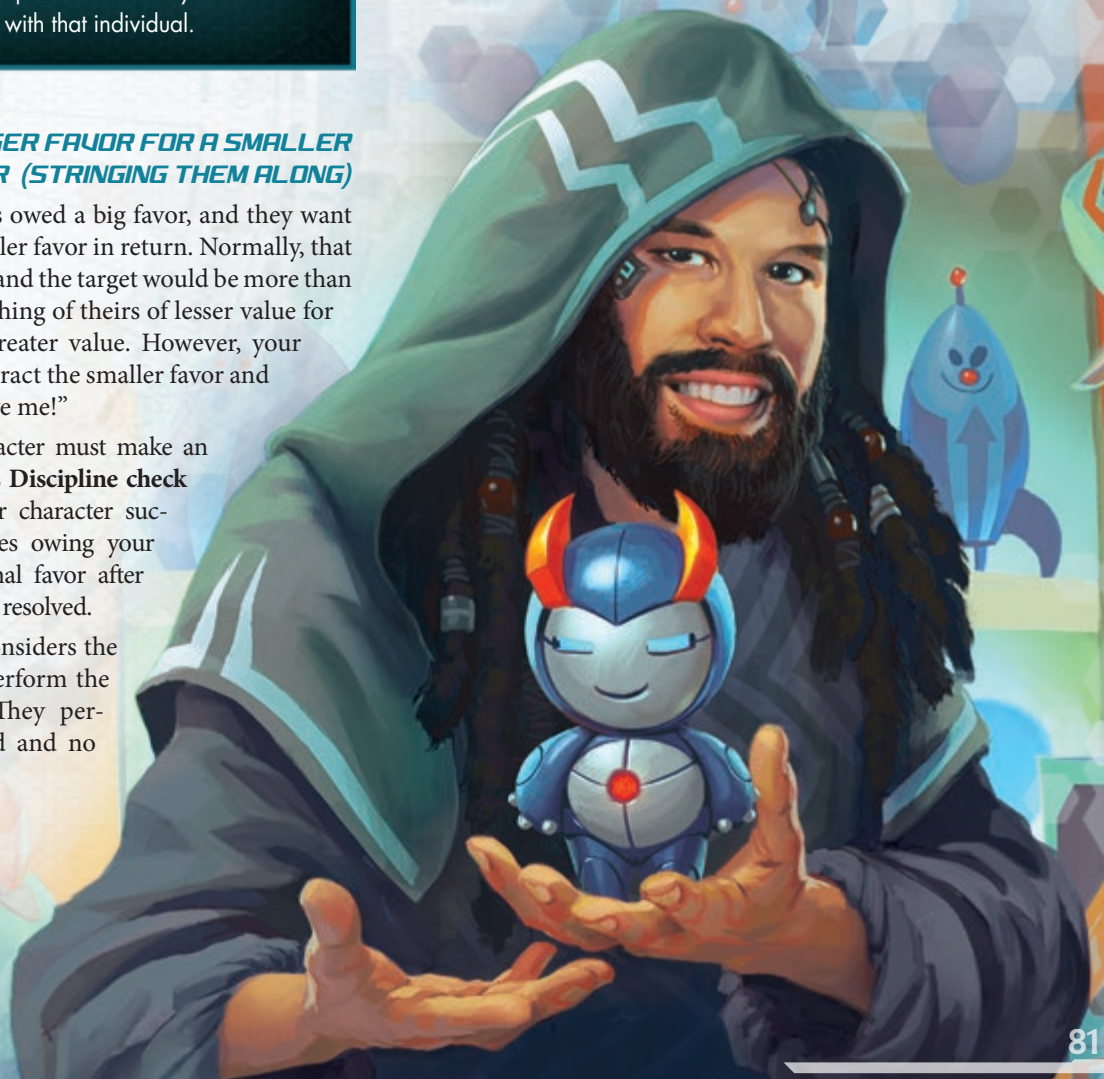 with that individual.
GER FAVOR FOR A SMALLER
R (STRINGING THEM ALONG)
s owed a big favor, and they want
ler favor in return. Normally, that
and the target would be more than
hing of theirs of lesser value for
reater value. However, your
ract the smaller favor and
e me!”
acter must make an
Discipline check
r character suc-
es owing your
nal favor after
resolved.
nsiders the
erform the
They per-
d and no
81